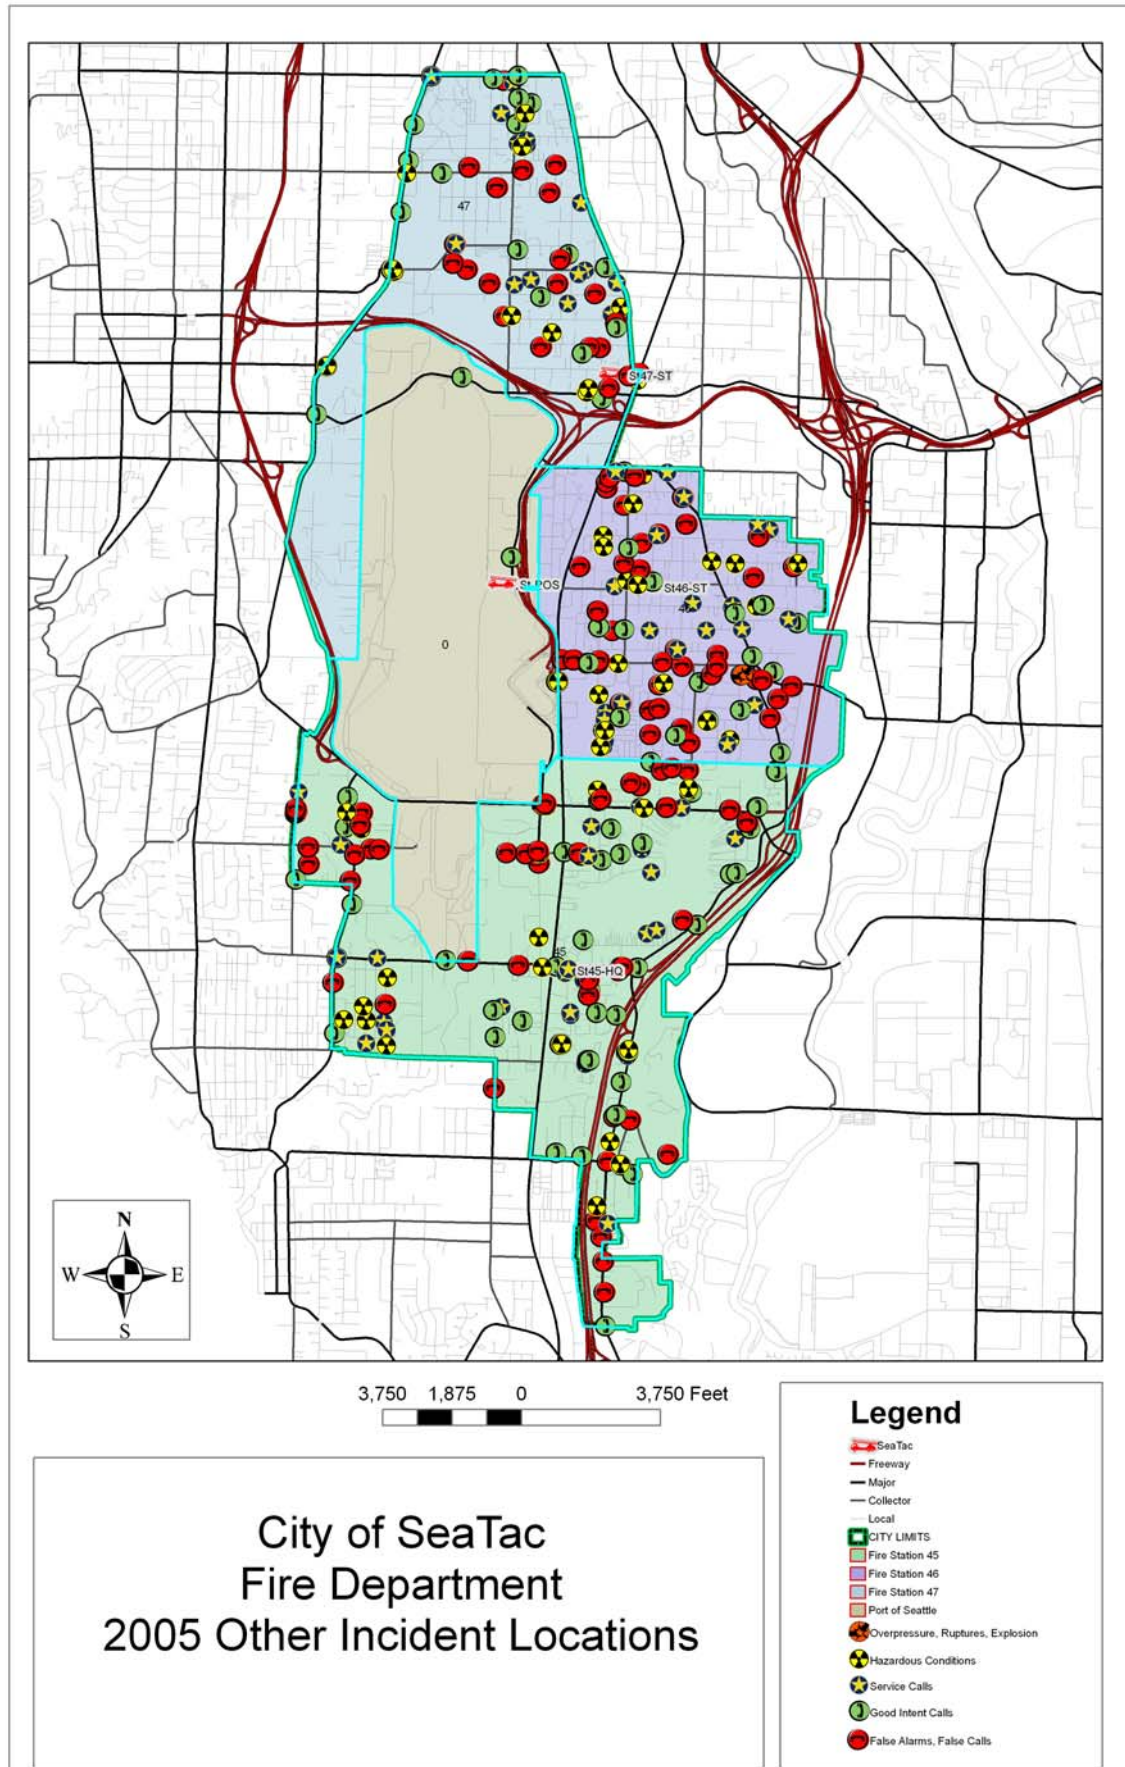 47
St47-ST
St POS
St46-ST
0
45
St45-HQ
N
W E
S
3,750 1,875 0 3,750 Feet
Legend
SeaTac
Freeway
Major
Collector
Local
CITY LIMITS
Fire Station 45
Fire Station 46
Fire Station 47
Port of Seattle
Overpressure, Ruptures, Explosion
Hazardous Conditions
Service Calls
Good Intent Calls
False Alarms, False Calls
City of SeaTac
Fire Department
2005 Other Incident Locations